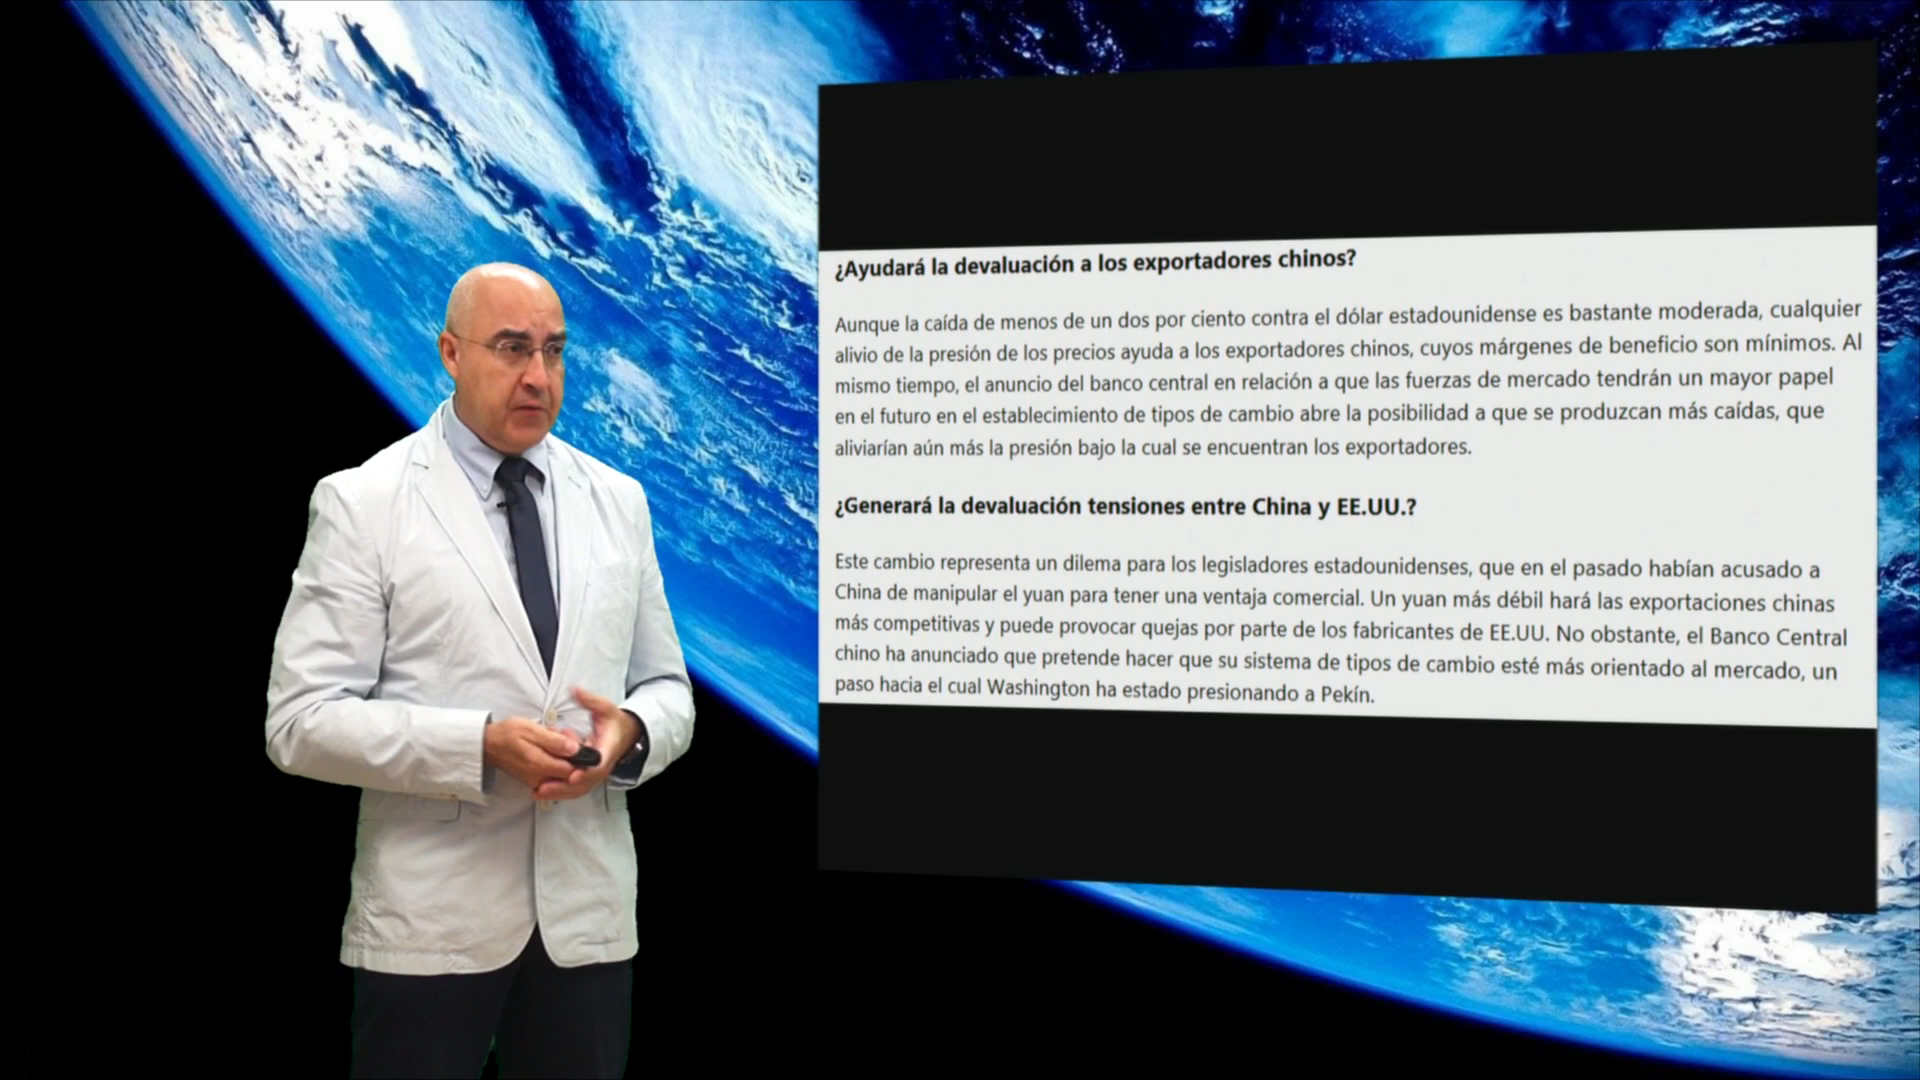 ¿Ayudará la devaluación a los exportadores chinos?
Aunque la caída de menos de un dos por ciento contra el dólar estadounidense es bastante moderada, cualquier
alivio de la presión de los precios ayuda a los exportadores chinos, cuyos márgenes de beneficio son mínimos. Al
mismo tiempo, el anuncio del banco central en relación a que las fuerzas de mercado tendrán un mayor papel
en el futuro en el establecimiento de tipos de cambio abre la posibilidad a que se produzcan más caídas, que
aliviarían aún más la presión bajo la cual se encuentran los exportadores.
¿Generará la devaluación tensiones entre China y EE.UU.?
Este cambio representa un dilema para los legisladores estadounidenses, que en el pasado habían acusado a
China de manipular el yuan para tener una ventaja comercial. Un yuan más débil hará las exportaciones chinas
más competitivas y puede provocar quejas por parte de los fabricantes de EE.UU. No obstante, el Banco Central
chino ha anunciado que pretende hacer que su sistema de tipos de cambio esté más orientado al mercado, un
paso hacia el cual Washington ha estado presionando a Pekín.